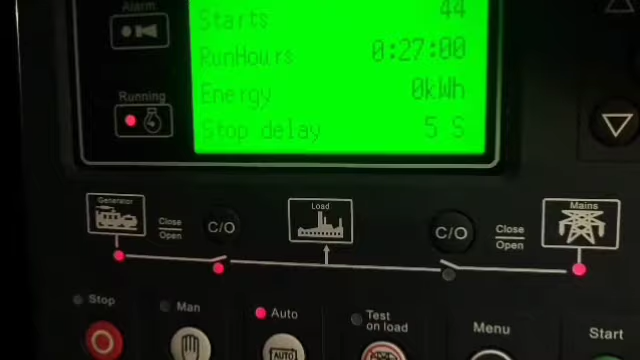 Alarm
Starts 44
RunHours 0:27:00
Running
Energy 0kWh
Stop delay 5 S
Generator
Close
Open
C/O
Load
C/O
Close
Open
Mains
Stop
Man
Auto
Test
on load
Menu
Start
AUTO